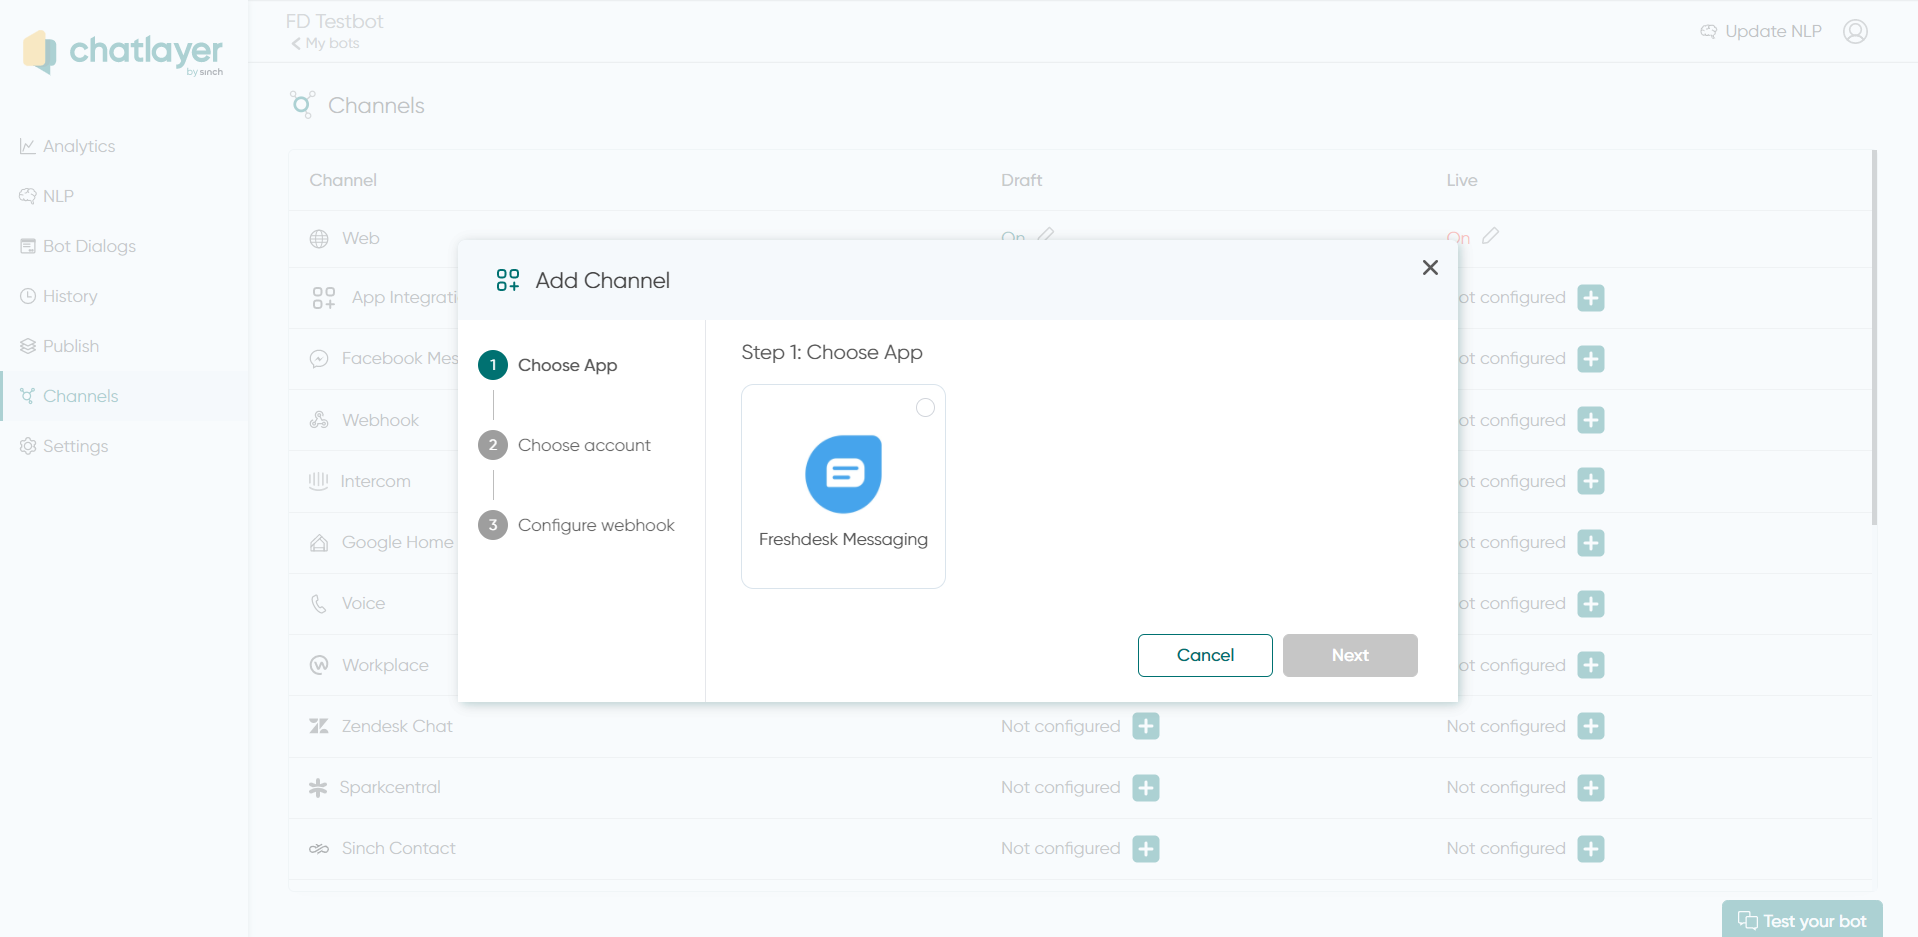 chatlayer
by sinch
FD Testbot
My bots
Update NLP
Analytics
NLP
Bot Dialogs
History
Publish
Channels
Settings
Channels
Channel Draft Live
Web On On
App Integrati ot configured
Facebook Mes ot configured
Webhook ot configured
Intercom ot configured
Google Home ot configured
Voice ot configured
Workplace ot configured
Zendesk Chat Not configured Not configured
Sparkcentral Not configured Not configured
Sinch Contact Not configured Not configured
Add Channel
1 Choose App
2 Choose account
3 Configure webhook
Step 1: Choose App
Freshdesk Messaging
Cancel Next
Test your bot